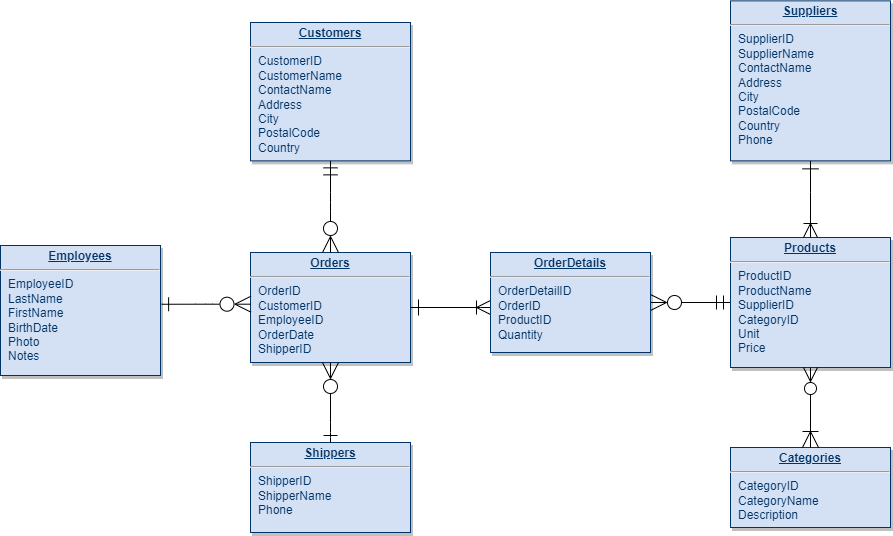 Customers
CustomerID
CustomerName
ContactName
Address
City
PostalCode
Country
Suppliers
SupplierID
SupplierName
ContactName
Address
City
PostalCode
Country
Phone
Employees
EmployeeID
LastName
FirstName
BirthDate
Photo
Notes
Orders
OrderID
CustomerID
EmployeeID
OrderDate
ShipperID
OrderDetails
OrderDetailID
OrderID
ProductID
Quantity
Products
ProductID
ProductName
SupplierID
CategoryID
Unit
Price
Shippers
ShipperID
ShipperName
Phone
Categories
CategoryID
CategoryName
Description